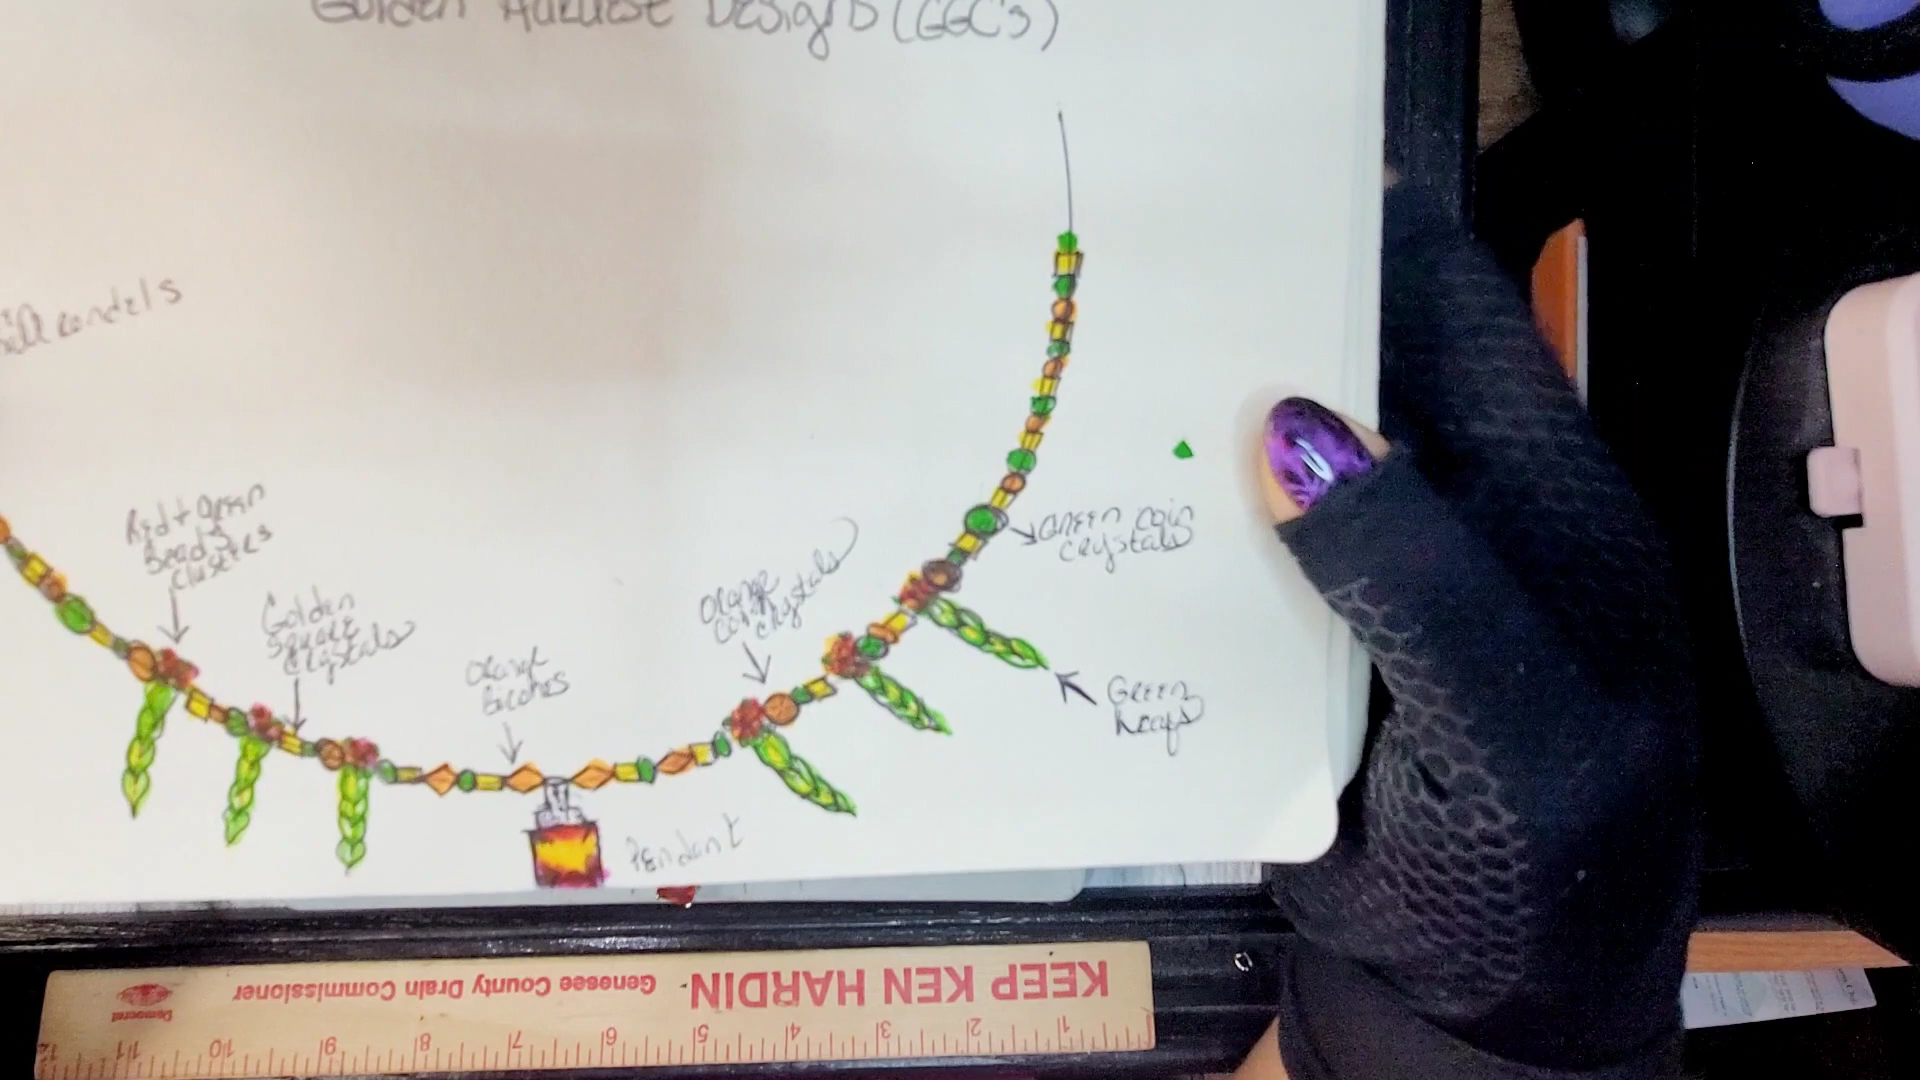 Golden Harvest Designs (GGC's)
Red + Green
Beads
Clusters
Golden
Square
Crystals
Orange
Bicones
Orange
Coin Crystals
Green coin
crystals
Green
Leafs
Pendant
KEEP KEN HARDIN
Genesee County Drain Commissioner
Democrat
1 2 3 4 5 6 7 8 9 10 11